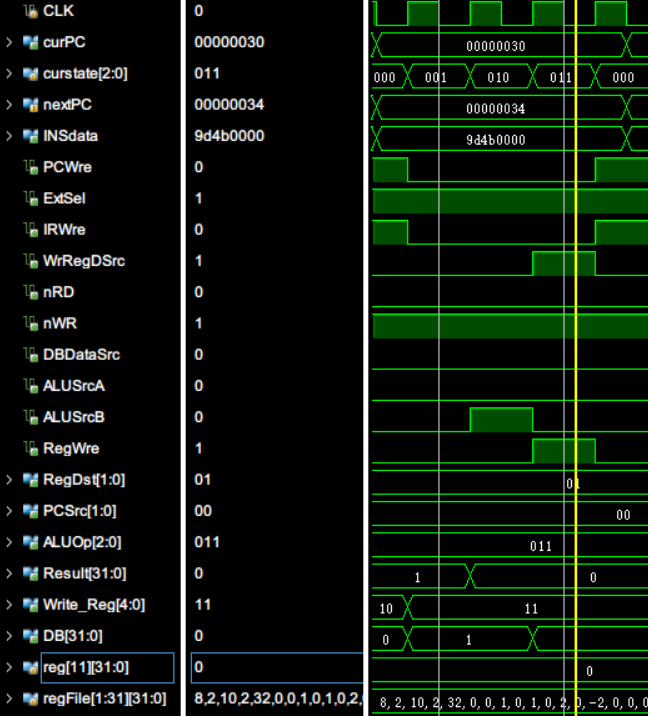 CLK 0
curPC 00000030 00000030
curstate[2:0] 011 000 001 010 011 000
nextPC 00000034 00000034
INSdata 9d4b0000 9d4b0000
PCWre 0
ExtSel 1
IRWre 0
WrRegDSrc 1
nRD 0
nWR 1
DBDataSrc 0
ALUSrcA 0
ALUSrcB 0
RegWre 1
RegDst[1:0] 01 01
PCSrc[1:0] 00 00
ALUOp[2:0] 011 011
Result[31:0] 0 1 0
Write_Reg[4:0] 11 10 11
DB[31:0] 0 0 1
reg[11][31:0] 0 0
regFile[1:31][31:0] 8,2,10,2,32,0,0,1,0,1,0,2,( 8, 2, 10, 2, 32, 0, 0, 1, 0, 1, 0, 2, 0, -2, 0, 0, 0